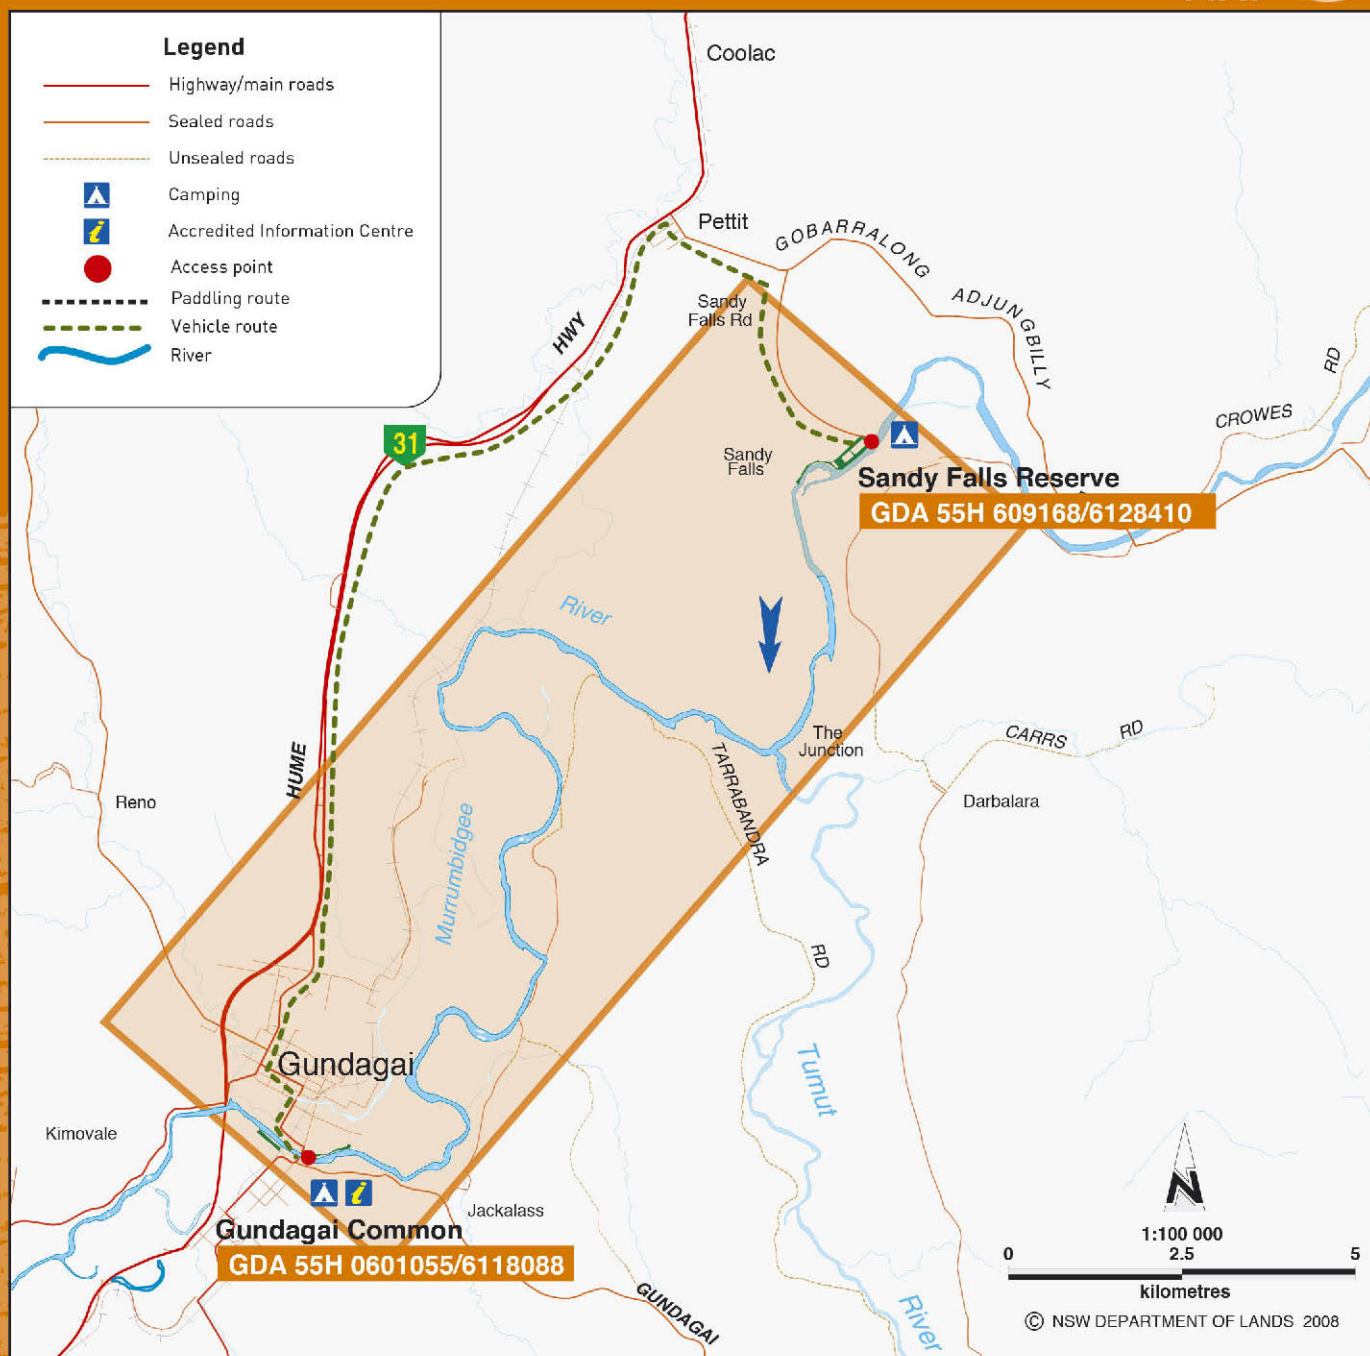 Legend
Highway/main roads
Sealed roads
Unsealed roads
Camping
Accredited Information Centre
Access point
Paddling route
Vehicle route
River
Coolac
Pettit
GOBARRALONG
ADJUNGBILLY
Sandy
Falls Rd
HWY
RD
CROWES
31
Sandy
Falls
Sandy Falls Reserve
GDA 55H 609168/6128410
River
The
Junction
CARRS
RD
HUME
TARRABANDRA
Reno
Darbalara
Murrumbidgee
RD
Gundagai
Tumut
Kimovale
Jackalass
Gundagai Common
GDA 55H 0601055/6118088
GUNDAGAI
River
N
1:100 000
0 2.5 5
kilometres
© NSW DEPARTMENT OF LANDS 2008